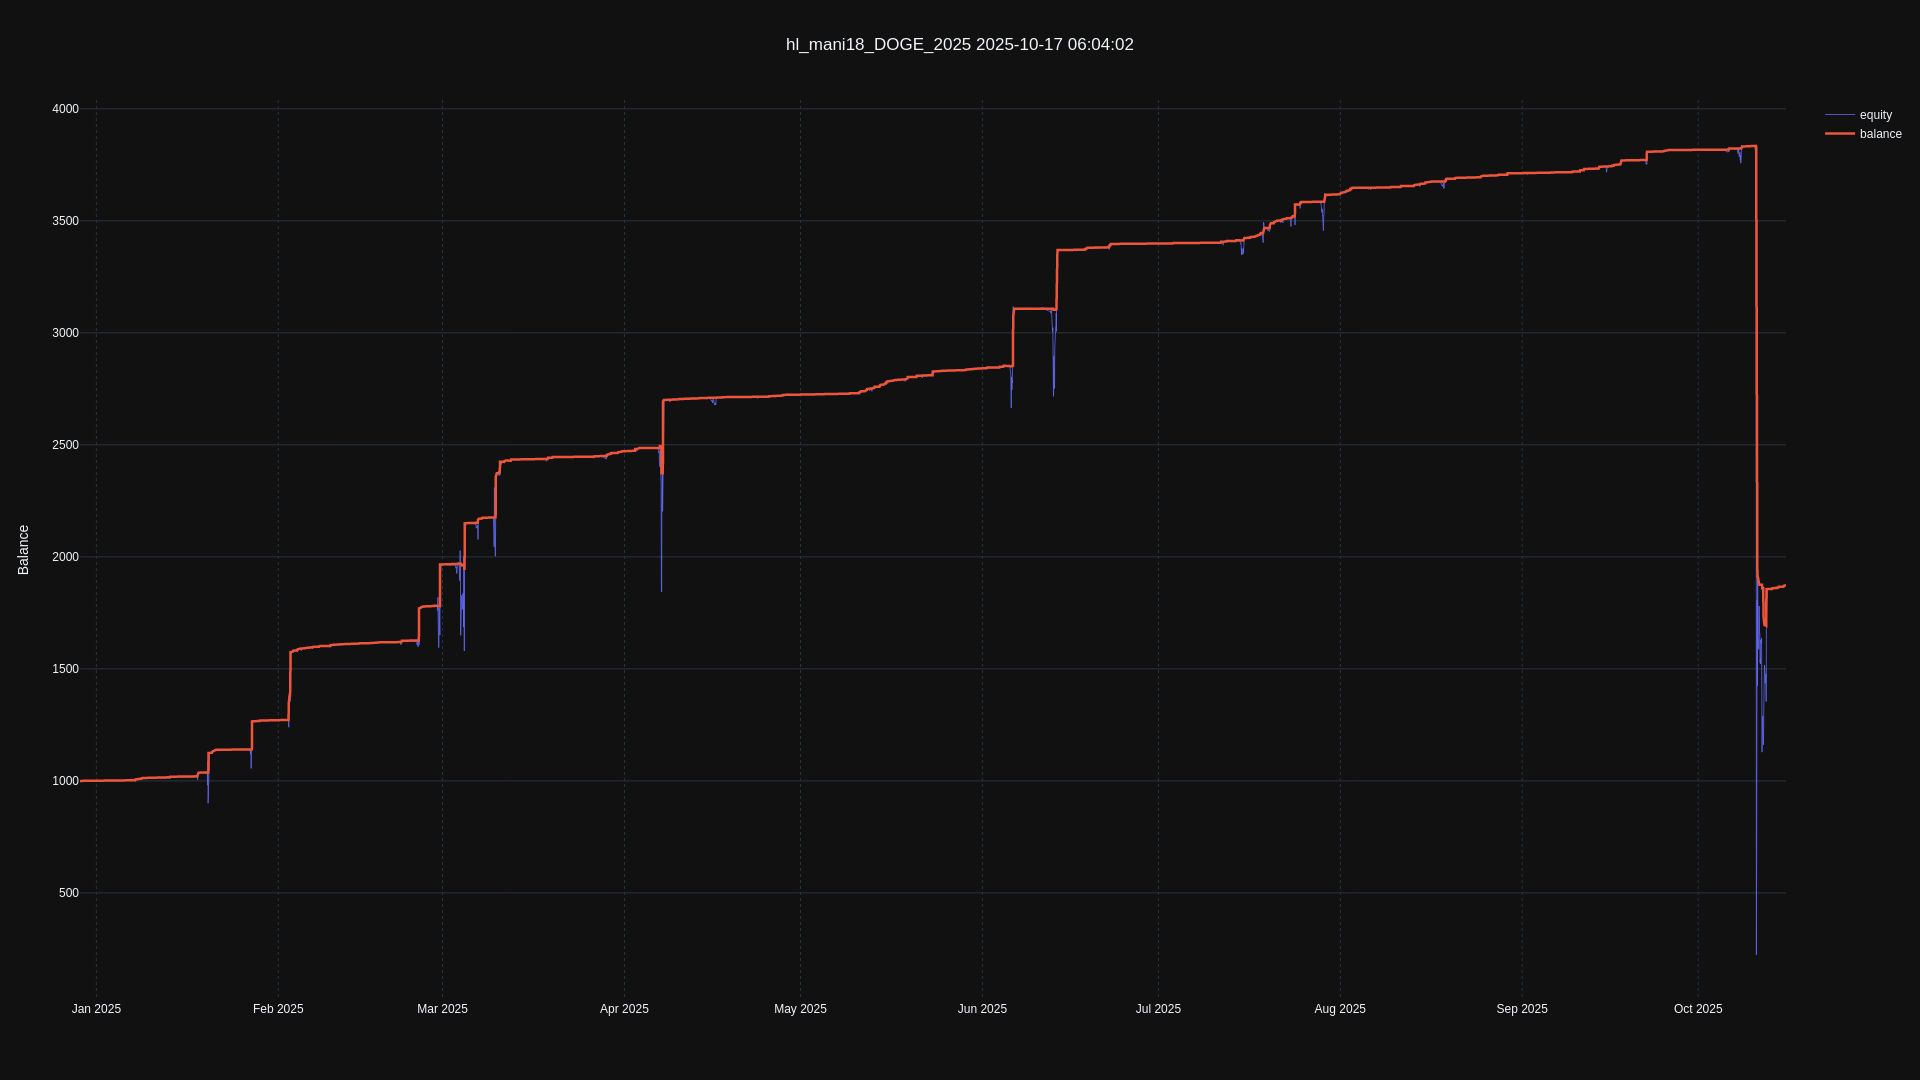 hl_mani18_DOGE_2025 2025-10-17 06:04:02
equity
balance
Balance
4000
3500
3000
2500
2000
1500
1000
500
Jan 2025
Feb 2025
Mar 2025
Apr 2025
May 2025
Jun 2025
Jul 2025
Aug 2025
Sep 2025
Oct 2025